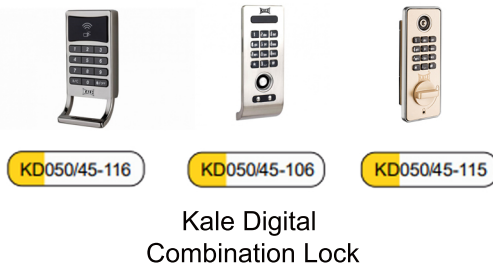 KD050/45-116
KD050/45-106
KD050/45-115
Kale Digital
Combination Lock